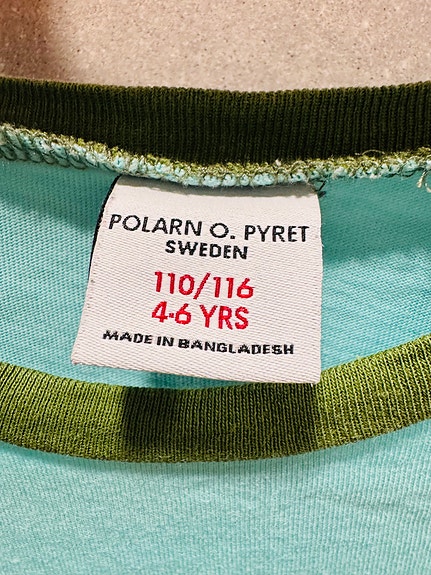 POLARN O. PYRET
SWEDEN
110/116
4-6 YRS
MADE IN BANGLADESH